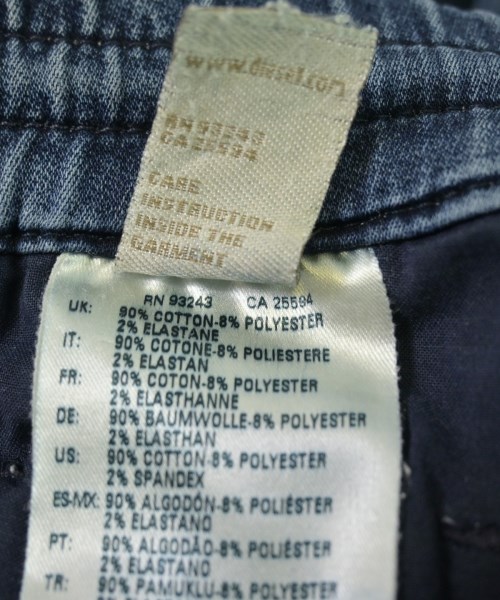 www.diesel.com
RN 93243
CA 25594
CARE
INSTRUCTION
INSIDE THE
GARMENT
RN 93243 CA 25594
UK: 90% COTTON-8% POLYESTER
2% ELASTANE
IT: 90% COTONE-8% POLIESTERE
2% ELASTAN
FR: 90% COTON-8% POLYESTER
2% ELASTHANNE
DE: 90% BAUMWOLLE-8% POLYESTER
2% ELASTHAN
US: 90% COTTON-8% POLYESTER
2% SPANDEX
ES-MX: 90% ALGODÓN-8% POLIÉSTER
2% ELASTANO
PT: 90% ALGODÃO-8% POLIÉSTER
2% ELASTANO
TR: 90% PAMUKLU-8% POLYESTER